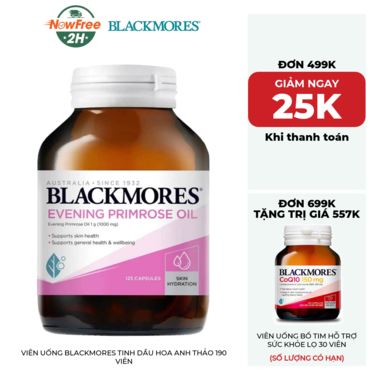 NowFree
2H
BLACKMORES
ĐƠN 499K
GIẢM NGAY
25K
Khi thanh toán
AUSTRALIA • SINCE 1932
BLACKMORES®
EVENING PRIMROSE OIL
Evening Primrose Oil 1 g (1000 mg)
• Supports skin health
• Supports general health & wellbeing
125 CAPSULES
SKIN
HYDRATION
ĐƠN 699K
TẶNG TRỊ GIÁ 557K
BLACKMORES
CoQ10 150 mg
VIÊN UỐNG BỔ TIM HỖ TRỢ
SỨC KHỎE LỌ 30 VIÊN
(SỐ LƯỢNG CÓ HẠN)
VIÊN UỐNG BLACKMORES TINH DẦU HOA ANH THẢO 190
VIÊN